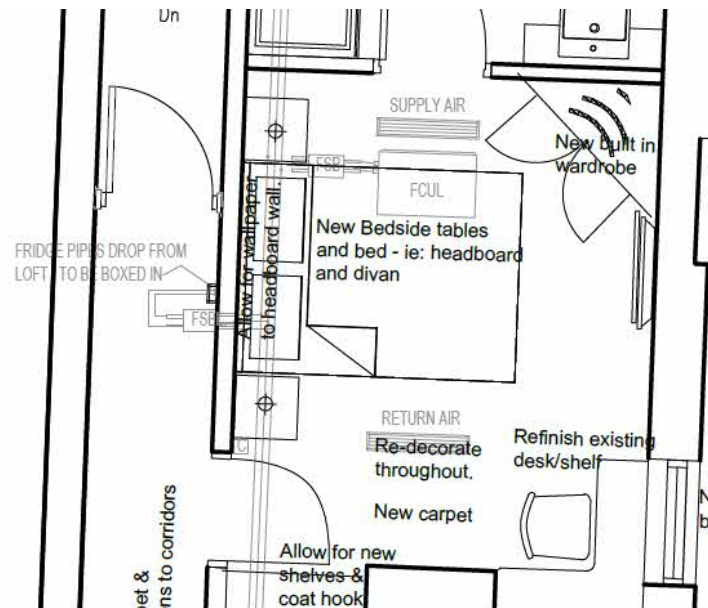 Dn
SUPPLY AIR
New built in
wardrobe
FSB
FCUL
Allow for wallpaper
to headboard wall.
New Bedside tables
and bed - ie: headboard
and divan
FRIDGE PIPES DROP FROM
LOFT TO BE BOXED IN
FSB
RETURN AIR
C
Re-decorate
throughout.
Refinish existing
desk/shelf
New carpet
N
b
Allow for new
shelves &
coat hook
et &
ns to corridors